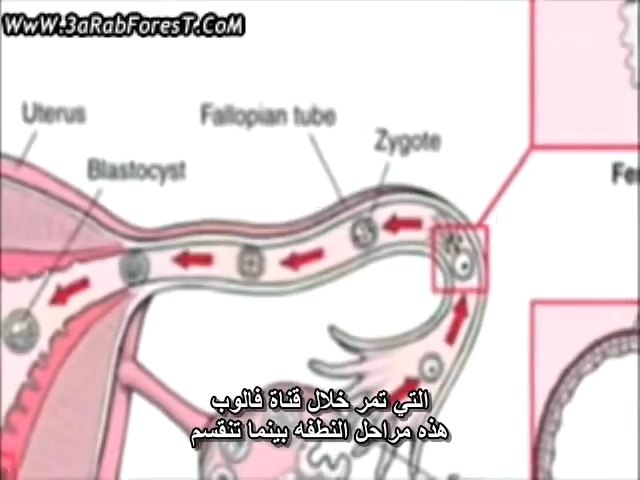 WwW.3aRabForesT.CoM
Uterus
Fallopian tube
Zygote
Blastocyst
التي تمر خلال قناة فالوب
هذه مراحل النطفه بينما تنقسم